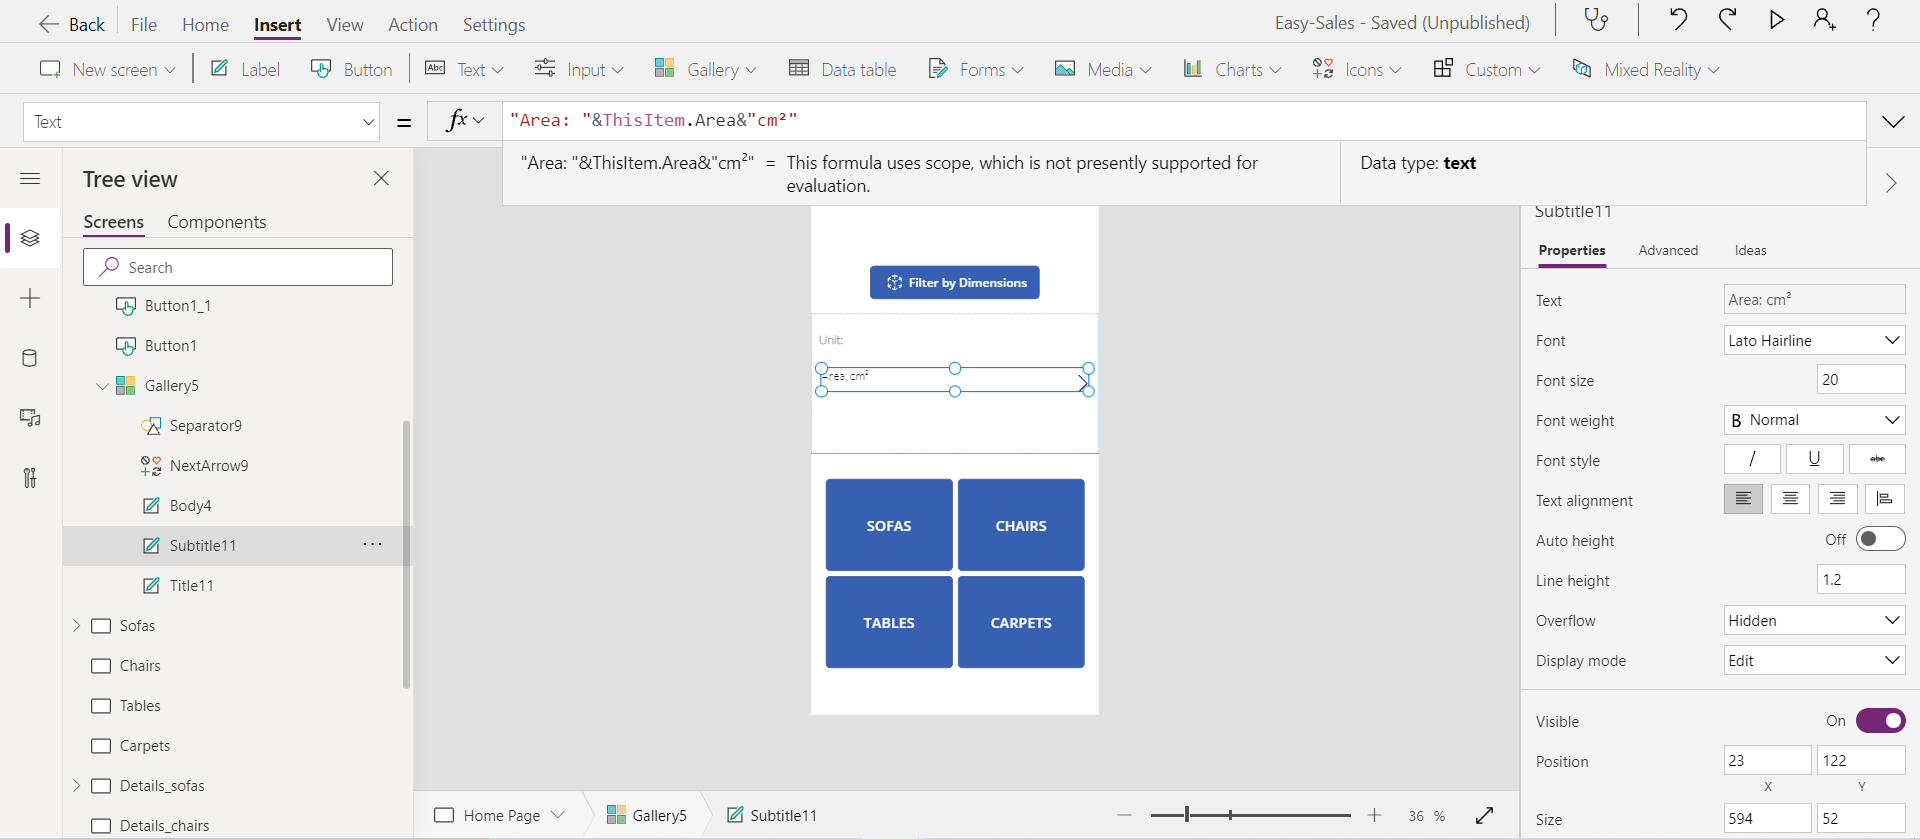 Back File Home Insert View Action Settings Easy-Sales - Saved (Unpublished)
New screen Label Button Abc Text Input Gallery Data table Forms Media Charts Icons Custom Mixed Reality
Text = fx "Area: "&ThisItem.Area&"cm²"
"Area: "&ThisItem.Area&"cm²" = This formula uses scope, which is not presently supported for
evaluation.
Data type: text
Tree view
Screens Components
Search
Button1_1
Button1
Gallery5
Separator9
NextArrow9
Body4
Subtitle11 ...
Title11
Sofas
Chairs
Tables
Carpets
Details_sofas
Details_chairs
Filter by Dimensions
Unit:
Area: cm²
SOFAS CHAIRS
TABLES CARPETS
Home Page Gallery5 Subtitle11 36 %
Subtitle11
Properties Advanced Ideas
Text Area: cm²
Font Lato Hairline
Font size 20
Font weight B Normal
Font style / U abc
Text alignment
Auto height Off
Line height 1.2
Overflow Hidden
Display mode Edit
Visible On
Position 23 122
X Y
Size 594 52